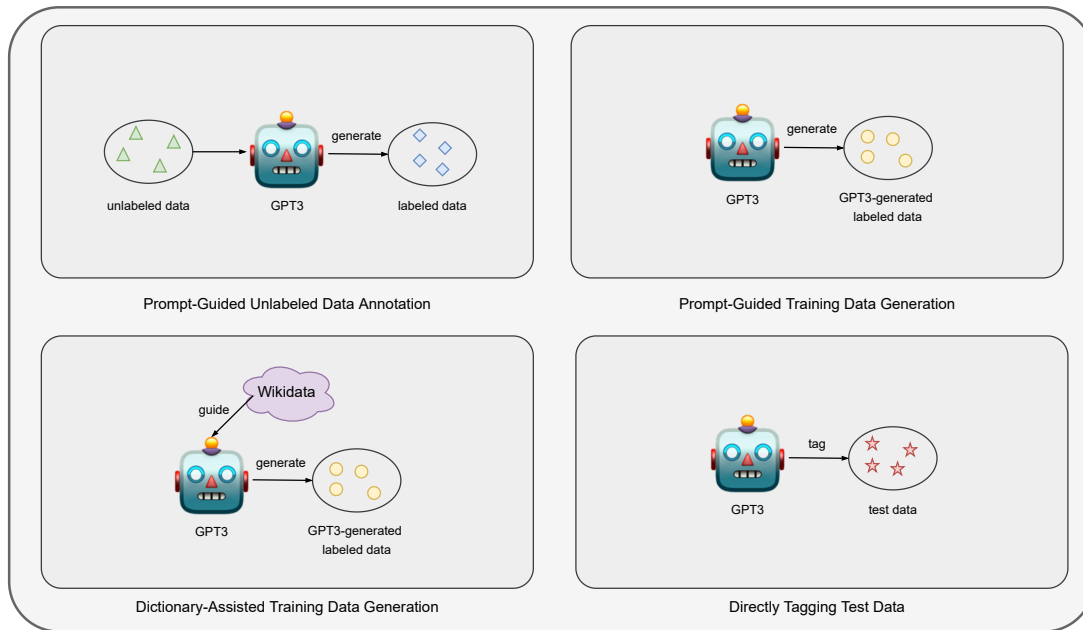 generate
unlabeled data
GPT3
labeled data
Prompt-Guided Unlabeled Data Annotation
generate
GPT3
GPT3-generated
labeled data
Prompt-Guided Training Data Generation
Wikidata
guide
generate
GPT3
GPT3-generated
labeled data
Dictionary-Assisted Training Data Generation
tag
GPT3
test data
Directly Tagging Test Data